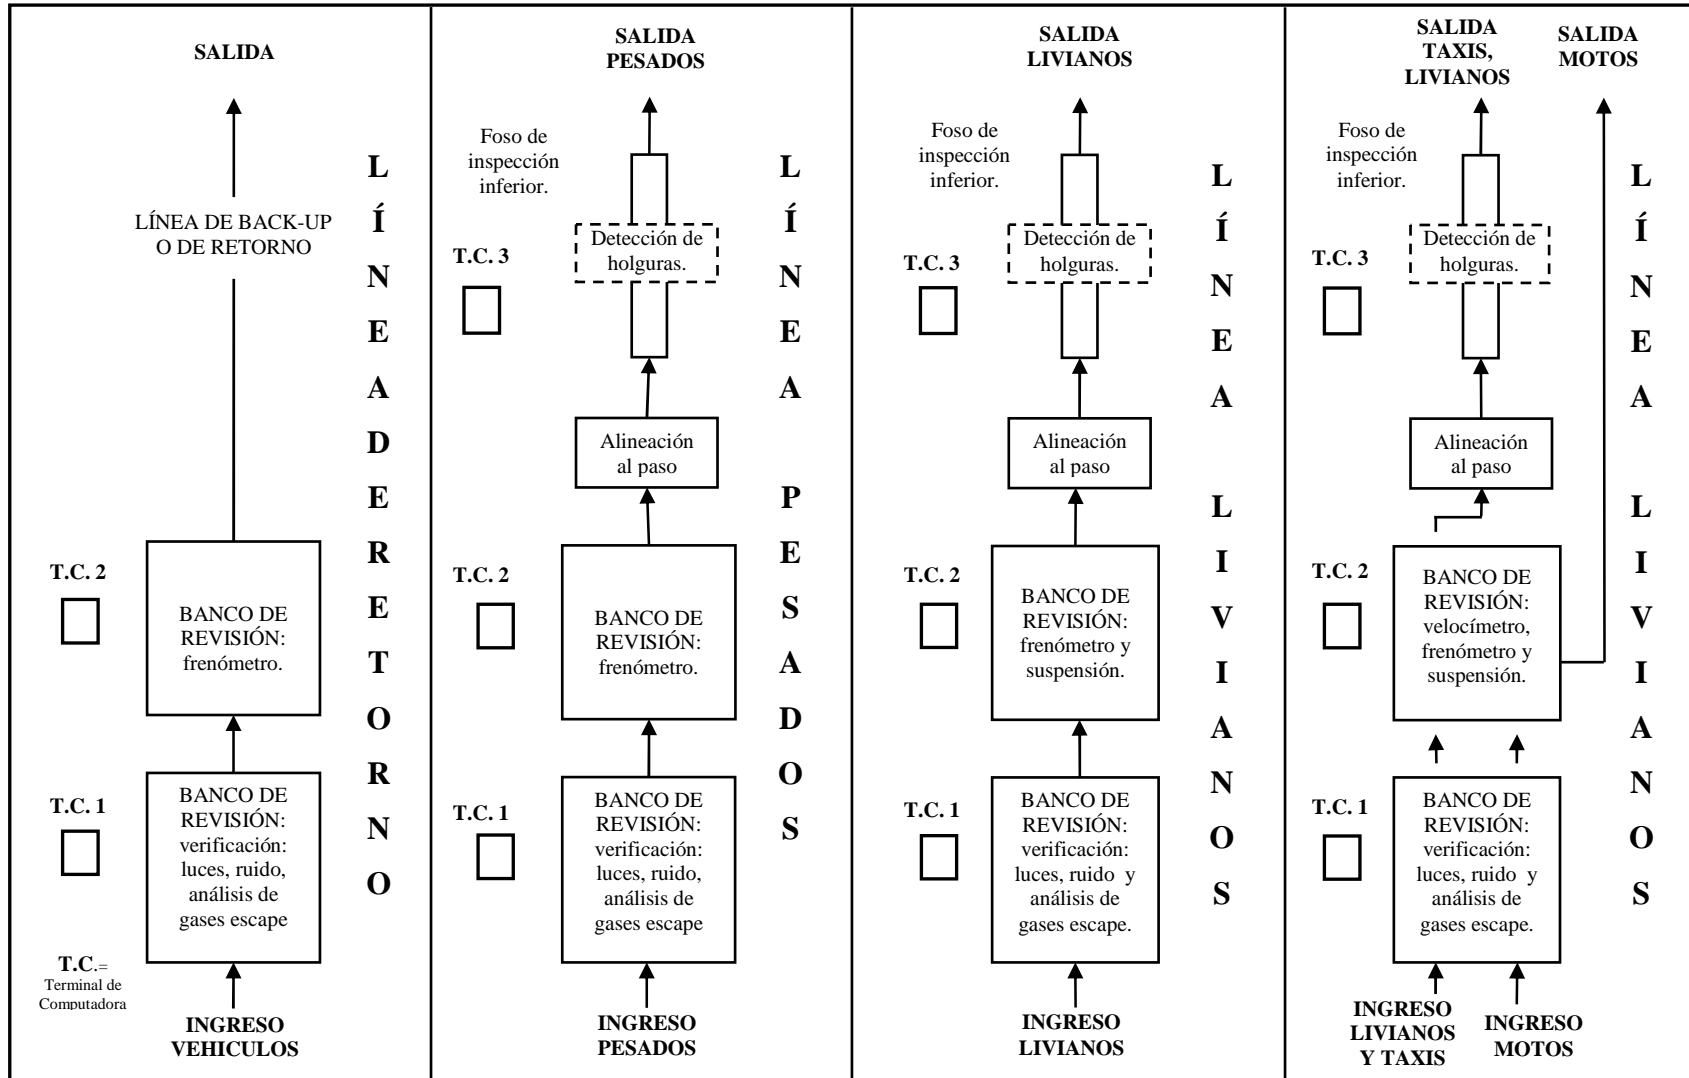 SALIDA
LÍNEA DE BACK-UP
O DE RETORNO
T.C. 2
BANCO DE
REVISIÓN:
frenómetro.
T.C. 1
BANCO DE
REVISIÓN:
verificación:
luces, ruido,
análisis de
gases escape
T.C.=
Terminal de
Computadora
INGRESO
VEHICULOS
L
Í
N
E
A
D
E
R
E
T
O
R
N
O
SALIDA
PESADOS
Foso de
inspección
inferior.
T.C. 3
Detección de
holguras.
Alineación
al paso
T.C. 2
BANCO DE
REVISIÓN:
frenómetro.
T.C. 1
BANCO DE
REVISIÓN:
verificación:
luces, ruido,
análisis de
gases escape
INGRESO
PESADOS
L
Í
N
E
A
P
E
S
A
D
O
S
SALIDA
LIVIANOS
Foso de
inspección
inferior.
T.C. 3
Detección de
holguras.
Alineación
al paso
T.C. 2
BANCO DE
REVISIÓN:
frenómetro y
suspensión.
T.C. 1
BANCO DE
REVISIÓN:
verificación:
luces, ruido y
análisis de
gases escape.
INGRESO
LIVIANOS
L
Í
N
E
A
L
I
V
I
A
N
O
S
SALIDA
TAXIS,
LIVIANOS
SALIDA
MOTOS
Foso de
inspección
inferior.
T.C. 3
Detección de
holguras.
Alineación
al paso
T.C. 2
BANCO DE
REVISIÓN:
velocímetro,
frenómetro y
suspensión.
T.C. 1
BANCO DE
REVISIÓN:
verificación:
luces, ruido y
análisis de
gases escape.
INGRESO
LIVIANOS
Y TAXIS
INGRESO
MOTOS
L
Í
N
E
A
L
I
V
I
A
N
O
S